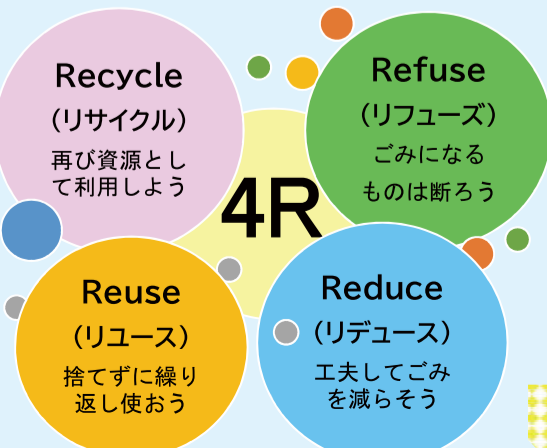 Recycle
(リサイクル)
再び資源とし
て利用しよう
Refuse
(リフューズ)
ごみになる
ものは断ろう
4R
Reuse
(リユース)
捨てずに繰り
返し使おう
Reduce
(リデュース)
工夫してごみ
を減らそう